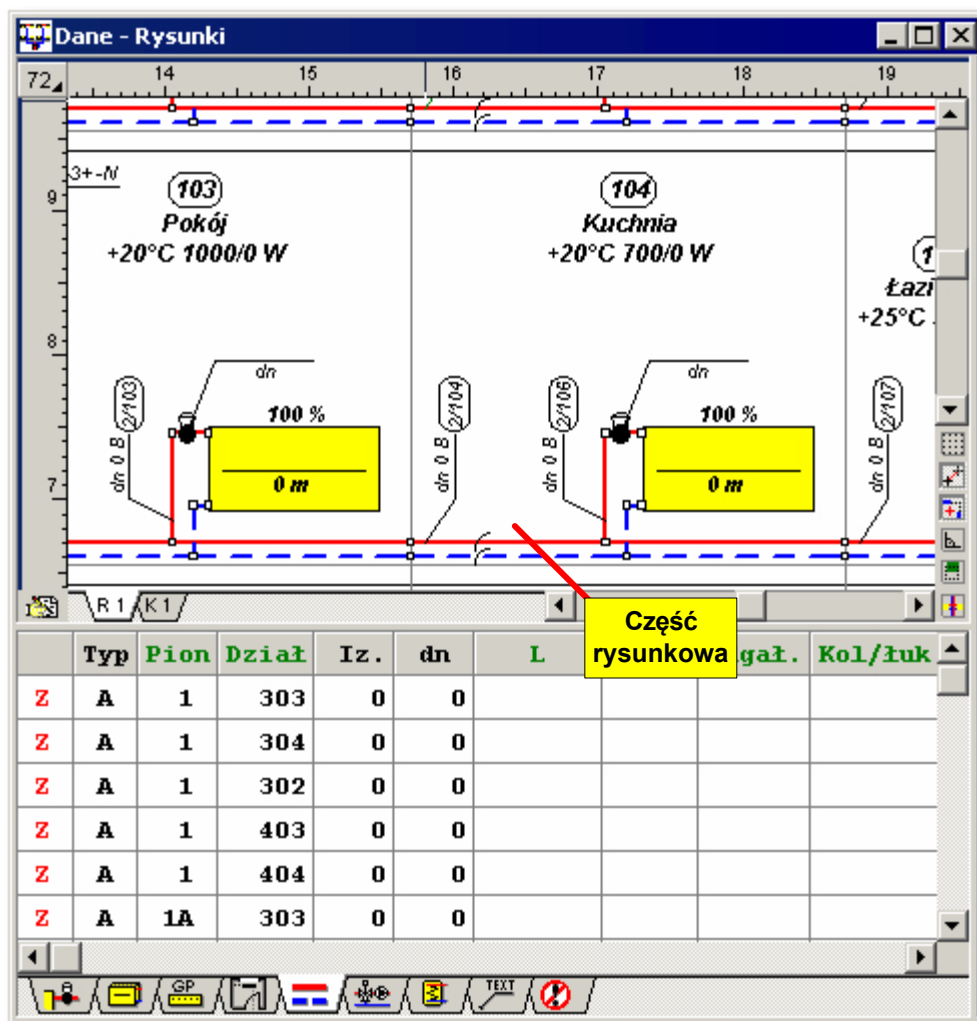 Dane - Rysunki
72 14 15 16 17 18 19
9
8
7
3+-N
103
Pokój
+20°C 1000/0 W
104
Kuchnia
+20°C 700/0 W
1
Łazi
+25°C
dn
100 %
0 m
dn 0 B 2/103
dn 0 B 2/104
dn
100 %
0 m
dn 0 B 2/106
dn 0 B 2/107
R 1 K 1
Część
rysunkowa
Typ Pion Dział Iz. dn L gał. Kol/łuk
Z A 1 303 0 0
Z A 1 304 0 0
Z A 1 302 0 0
Z A 1 403 0 0
Z A 1 404 0 0
Z A 1A 303 0 0
GP TEXT